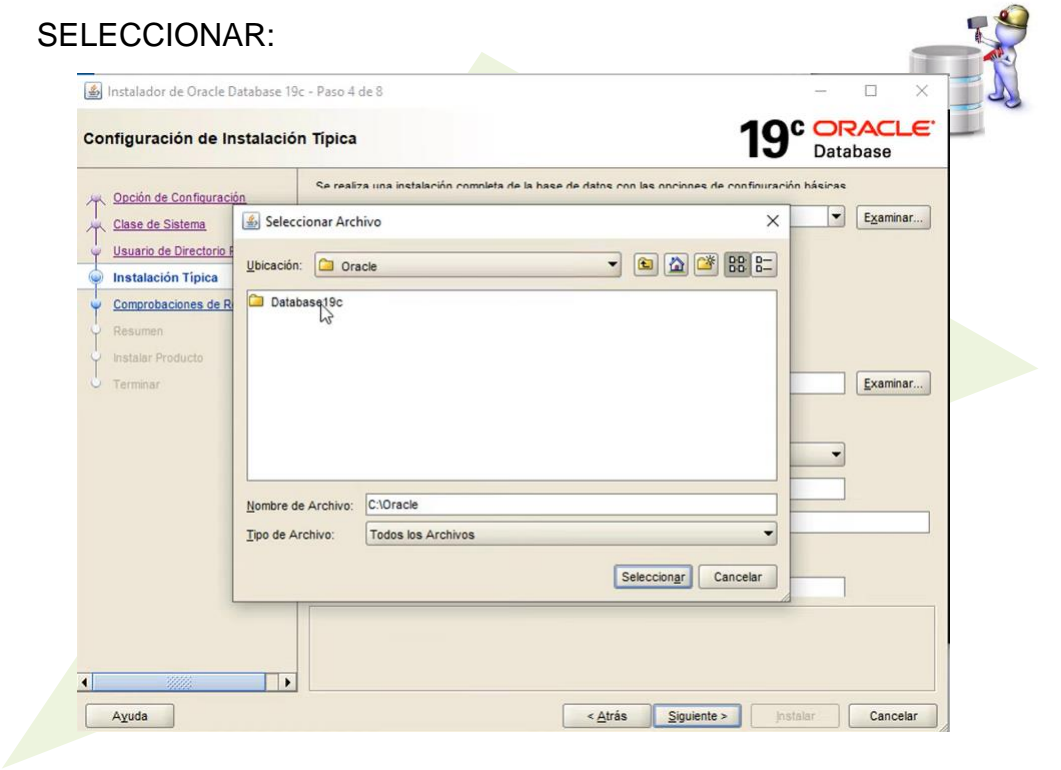 SELECCIONAR:
Instalador de Oracle Database 19c - Paso 4 de 8
Configuración de Instalación Típica
19c ORACLE
Database
Se realiza una instalación completa de la base de datos con las opciones de configuración básicas
Opción de Configuración
Clase de Sistema
Usuario de Directorio
Instalación Típica
Comprobaciones de
Resumen
Instalar Producto
Terminar
Examinar...
Examinar...
Seleccionar Archivo
Ubicación:
Oracle
Database19c
Nombre de Archivo:
C:\Oracle
Tipo de Archivo:
Todos los Archivos
Seleccionar
Cancelar
Ayuda
< Atrás
Siguiente >
Instalar
Cancelar